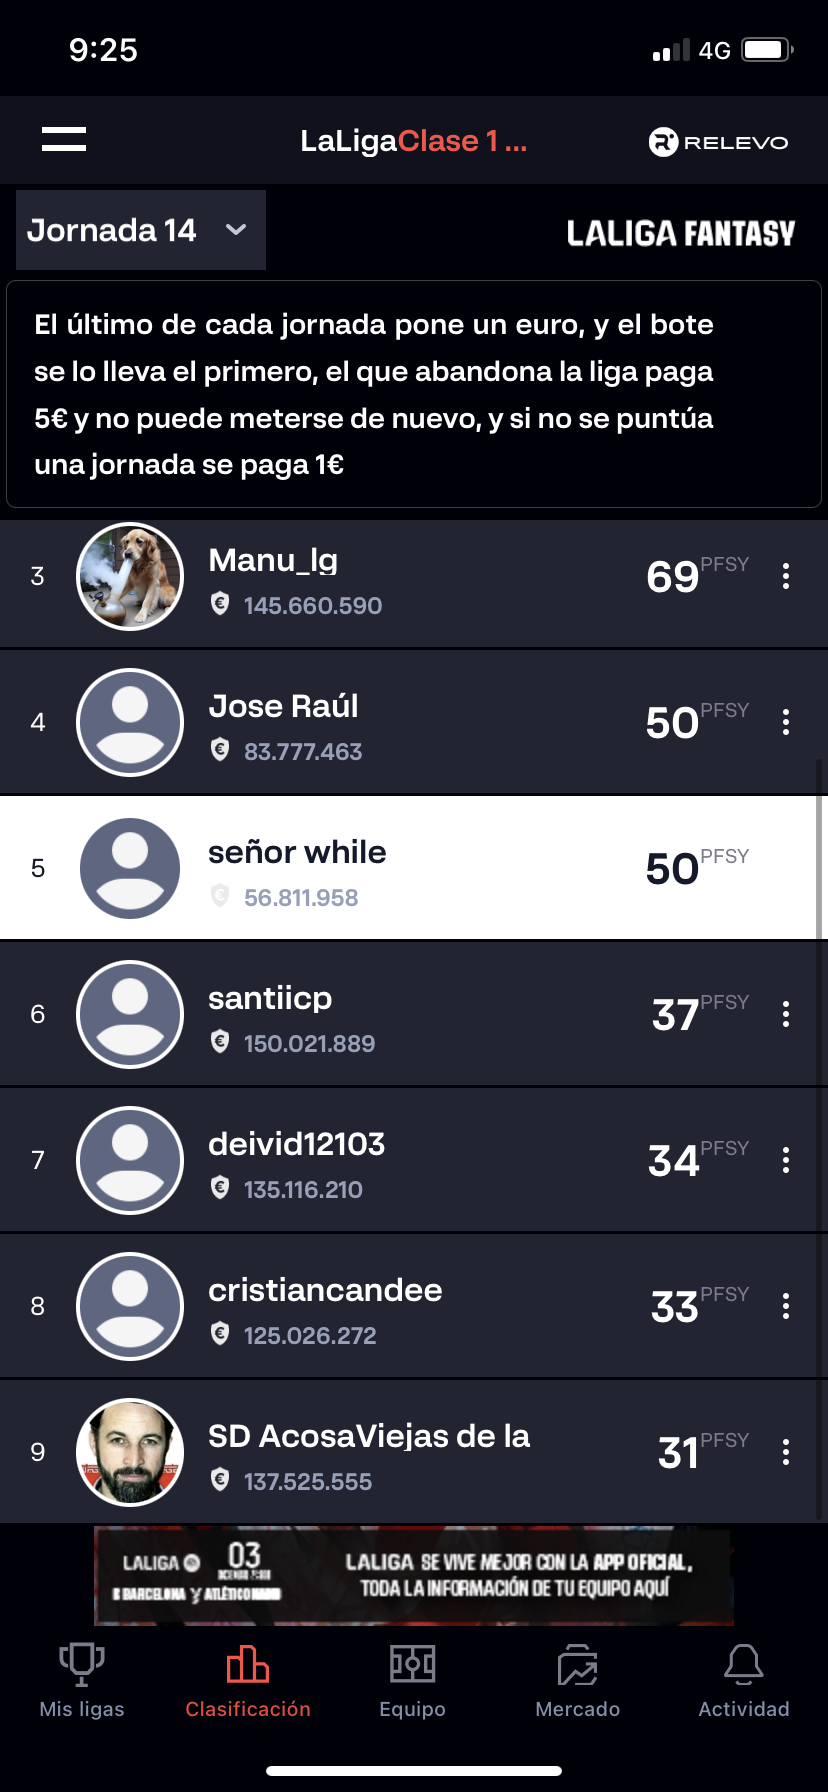 9:25
4G
LaLigaClase 1 ...
RELEVO
Jornada 14
LALIGA FANTASY
El último de cada jornada pone un euro, y el bote
se lo lleva el primero, el que abandona la liga paga
5€ y no puede meterse de nuevo, y si no se puntúa
una jornada se paga 1€
3
Manu_lg
145.660.590
69 PFSY
4
Jose Raúl
83.777.463
50 PFSY
5
señor while
56.811.958
50 PFSY
6
santiicp
150.021.889
37 PFSY
7
deivid12103
135.116.210
34 PFSY
8
cristiancandee
125.026.272
33 PFSY
9
SD AcosaViejas de la
137.525.555
31 PFSY
LALIGA
03
BARCELONA ATLÉTICO
LALIGA SE VIVE MEJOR CON LA APP OFICIAL,
TODA LA INFORMACIÓN DE TU EQUIPO AQUÍ
Mis ligas
Clasificación
Equipo
Mercado
Actividad